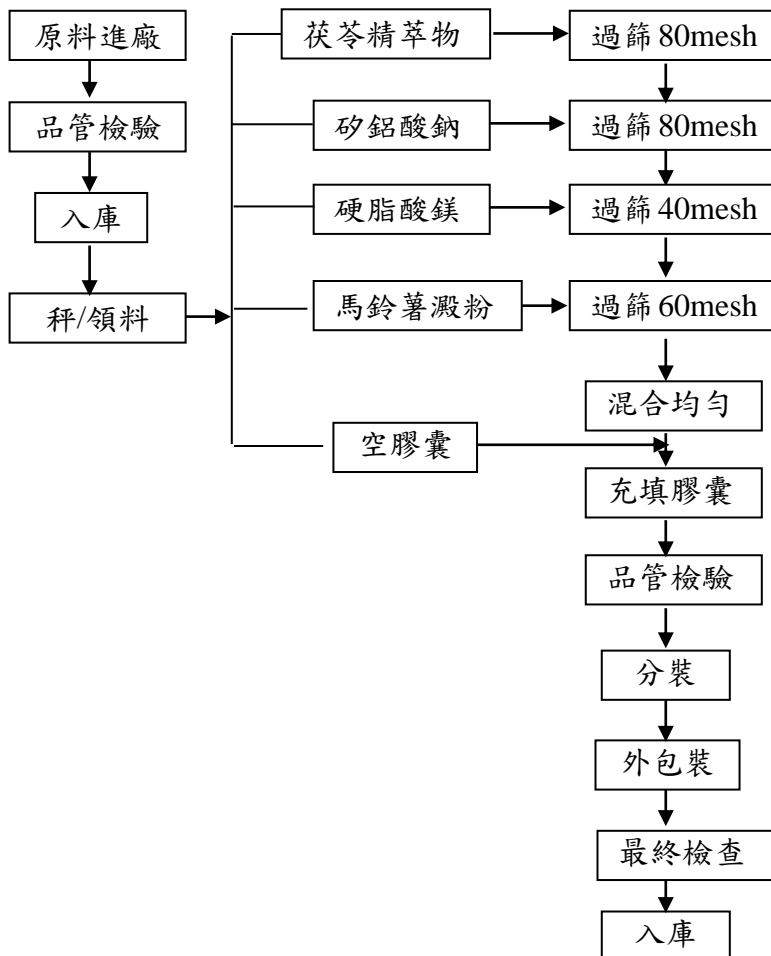 原料進廠
品管檢驗
入庫
秤/領料
茯苓精萃物
過篩 80mesh
矽鋁酸鈉
過篩 80mesh
硬脂酸鎂
過篩 40mesh
馬鈴薯澱粉
過篩 60mesh
混合均勻
空膠囊
充填膠囊
品管檢驗
分裝
外包裝
最終檢查
入庫